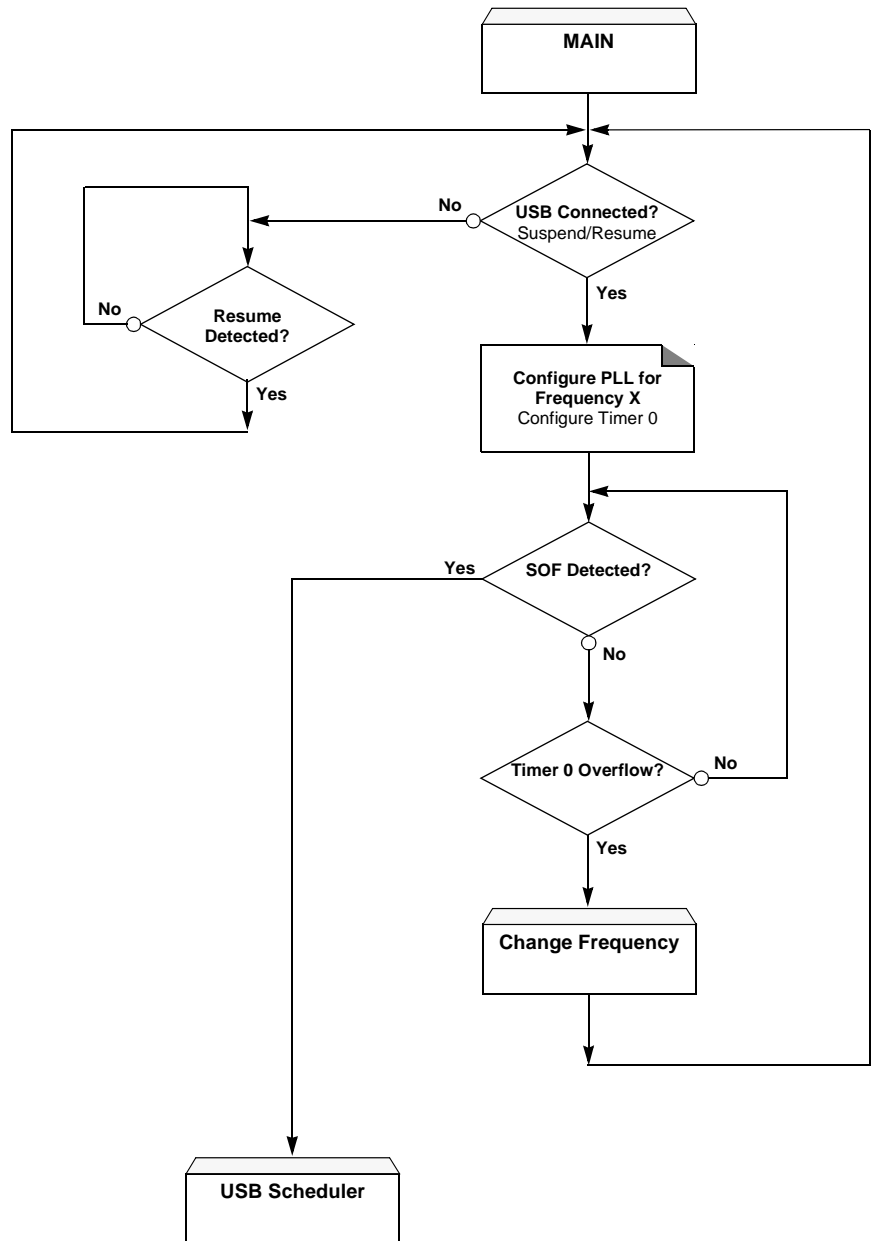 MAIN
No
USB Connected?
Suspend/Resume
Yes
No
Resume
Detected?
Yes
Configure PLL for
Frequency X
Configure Timer 0
Yes
SOF Detected?
No
Timer 0 Overflow?
No
Yes
Change Frequency
USB Scheduler